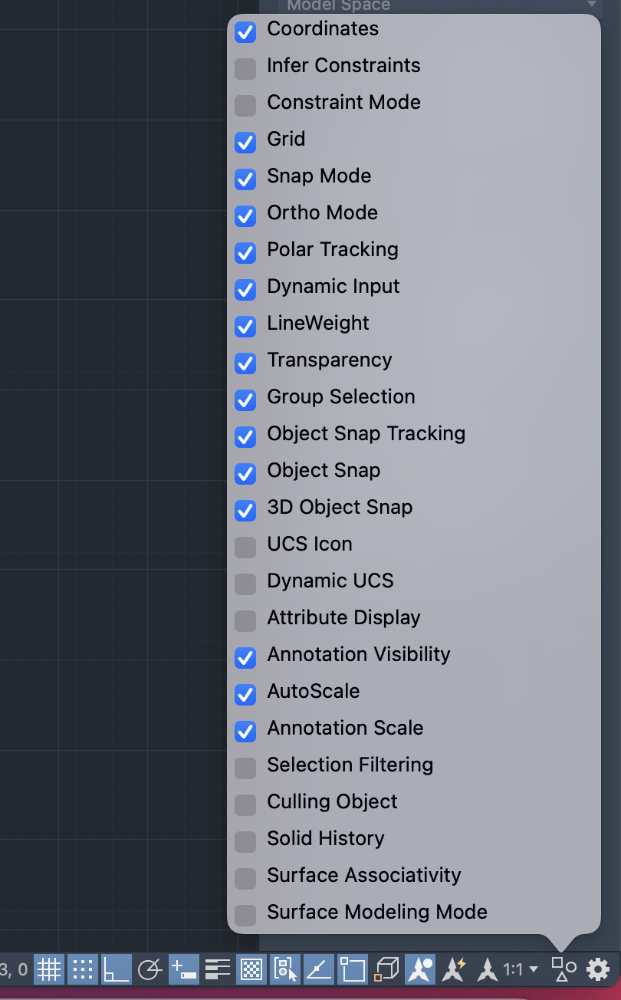 Model Space
Coordinates
Infer Constraints
Constraint Mode
Grid
Snap Mode
Ortho Mode
Polar Tracking
Dynamic Input
LineWeight
Transparency
Group Selection
Object Snap Tracking
Object Snap
3D Object Snap
UCS Icon
Dynamic UCS
Attribute Display
Annotation Visibility
AutoScale
Annotation Scale
Selection Filtering
Culling Object
Solid History
Surface Associativity
Surface Modeling Mode
3, 0 1:1